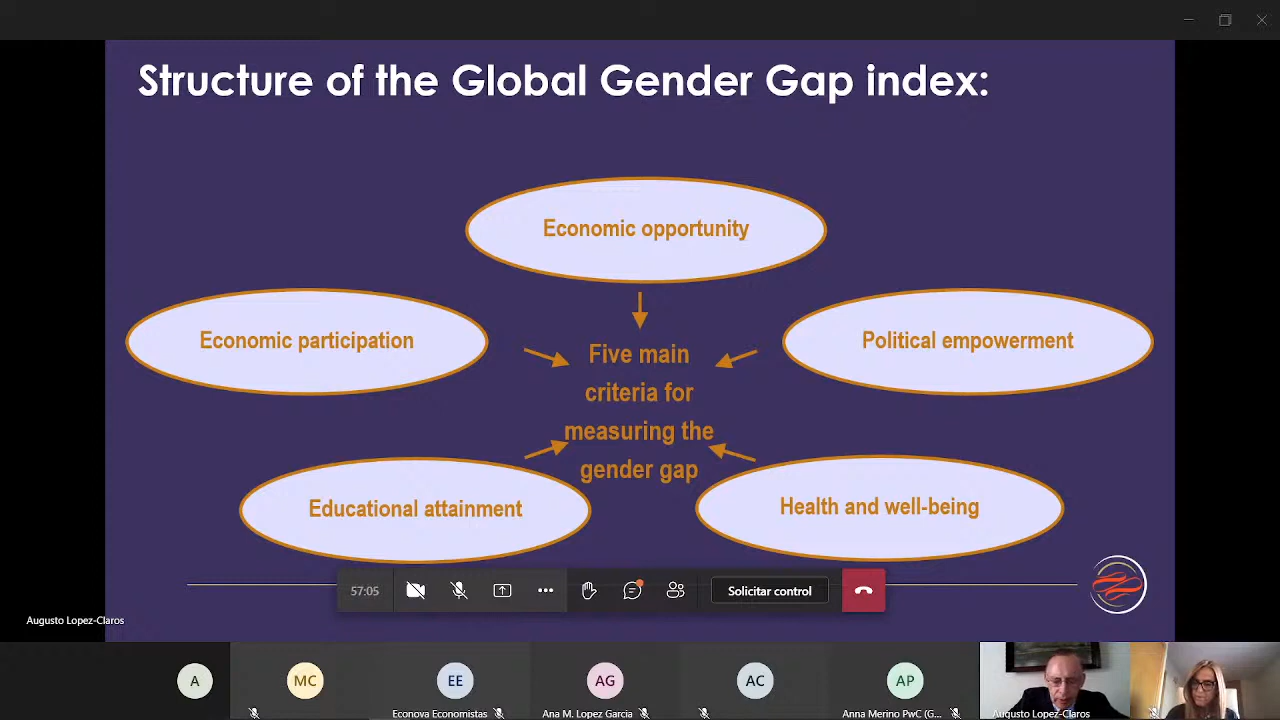 Structure of the Global Gender Gap index:
Economic opportunity
Economic participation
Political empowerment
Five main
criteria for
measuring the
gender gap
Educational attainment
Health and well-being
57:05
Solicitar control
Augusto Lopez-Claros
A
MC
EE
AG
AC
AP
Econova Economistas
Ana M. Lopez Garcia
Anna Merino PwC (G...
Augusto Lopez-Claros